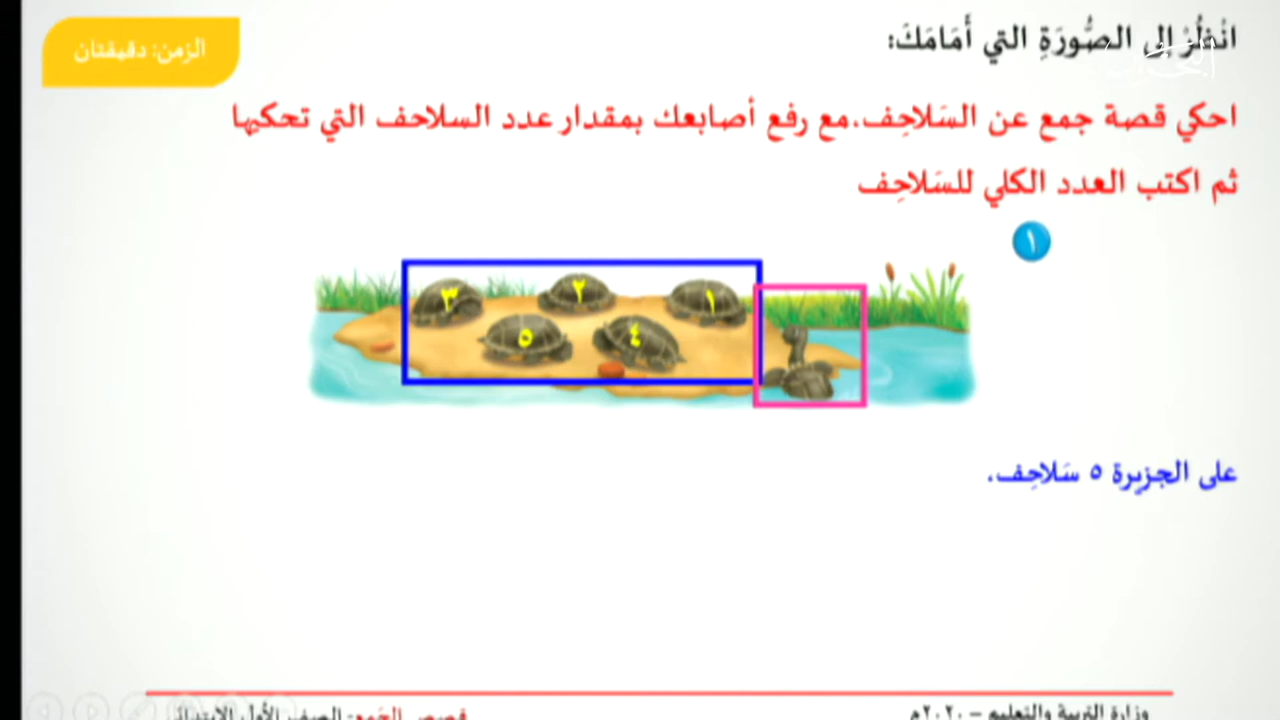 انْظُرْ إلى الصُّورَةِ التي أَمَامَكَ:
الزمن: دقيقتان
احكي قصة جمع عن السَلاحِف.مع رفع أصابعك بمقدار عدد السلاحف التي تحكيها
ثم اكتب العدد الكلي للسَلاحِف
١
٣ ٢ ١
٥ ٤
على الجزيرة ٥ سَلاحِف.
وزارة التربية والتعليم – ٢٠٢٠م
قصص الجَمع: الصف الأول الابتدائي